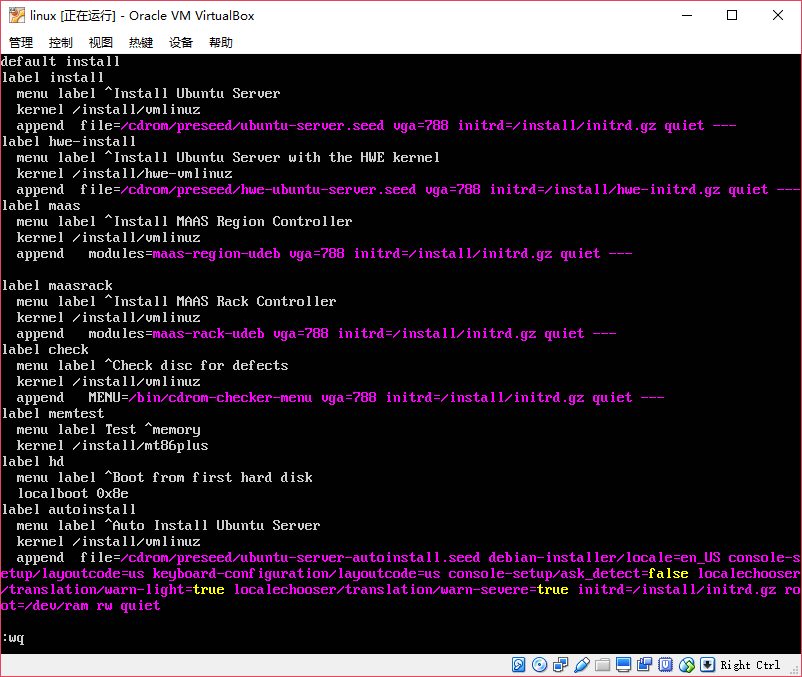 linux [正在运行] - Oracle VM VirtualBox
管理 控制 视图 热键 设备 帮助
default install
label install
  menu label ^Install Ubuntu Server
  kernel /install/vmlinuz
  append  file=/cdrom/preseed/ubuntu-server.seed vga=788 initrd=/install/initrd.gz quiet ---
label hwe-install
  menu label ^Install Ubuntu Server with the HWE kernel
  kernel /install/hwe-vmlinuz
  append  file=/cdrom/preseed/hwe-ubuntu-server.seed vga=788 initrd=/install/hwe-initrd.gz quiet ---
label maas
  menu label ^Install MAAS Region Controller
  kernel /install/vmlinuz
  append   modules=maas-region-udeb vga=788 initrd=/install/initrd.gz quiet ---
label maasrack
  menu label ^Install MAAS Rack Controller
  kernel /install/vmlinuz
  append   modules=maas-rack-udeb vga=788 initrd=/install/initrd.gz quiet ---
label check
  menu label ^Check disc for defects
  kernel /install/vmlinuz
  append   MENU=/bin/cdrom-checker-menu vga=788 initrd=/install/initrd.gz quiet ---
label memtest
  menu label Test ^memory
  kernel /install/mt86plus
label hd
  menu label ^Boot from first hard disk
  localboot 0x8e
label autoinstall
  menu label ^Auto Install Ubuntu Server
  kernel /install/vmlinuz
  append  file=/cdrom/preseed/ubuntu-server-autoinstall.seed debian-installer/locale=en_US console-s
etup/layoutcode=us keyboard-configuration/layoutcode=us console-setup/ask_detect=false localechooser
/translation/warn-light=true localechooser/translation/warn-severe=true initrd=/install/initrd.gz ro
ot=/dev/ram rw quiet
:wq
Right Ctrl